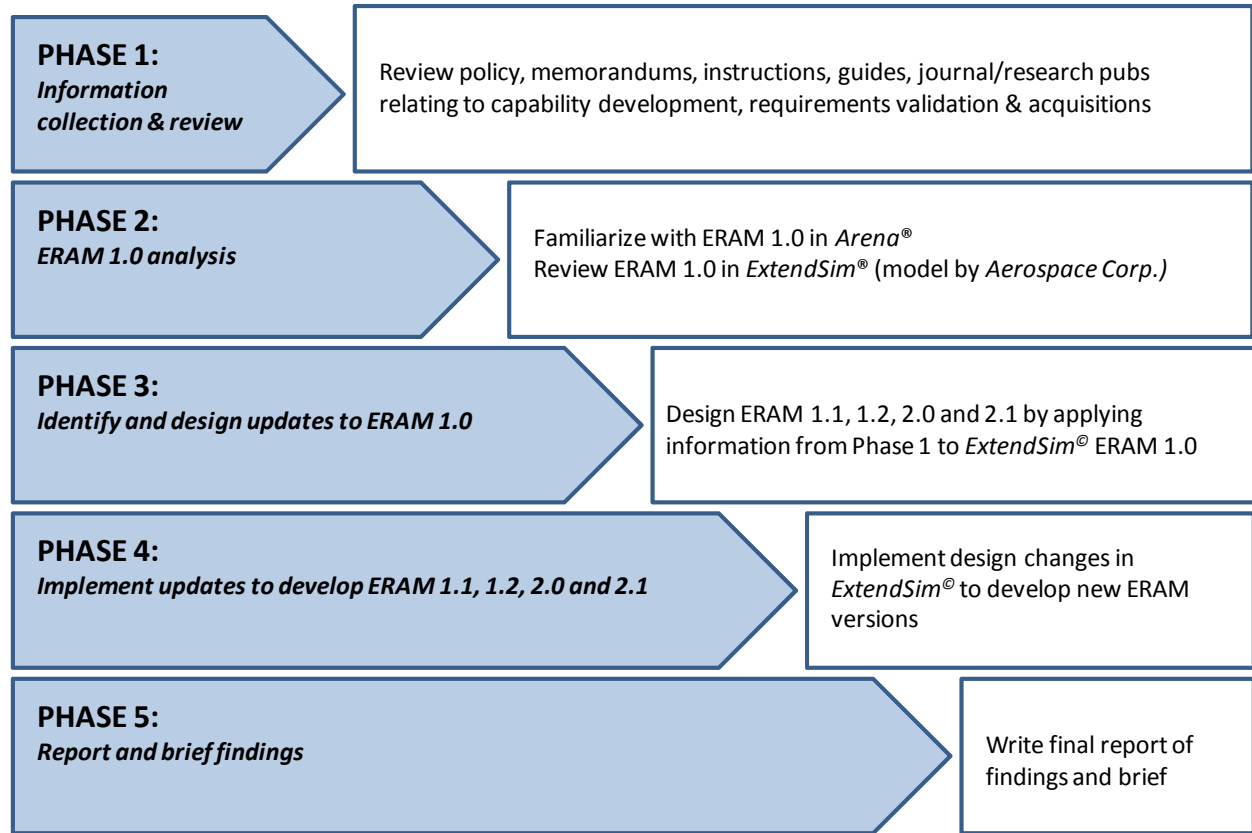 PHASE 1:
Information
collection & review
Review policy, memorandums, instructions, guides, journal/research pubs
relating to capability development, requirements validation & acquisitions
PHASE 2:
ERAM 1.0 analysis
Familiarize with ERAM 1.0 in Arena®
Review ERAM 1.0 in ExtendSim® (model by Aerospace Corp.)
PHASE 3:
Identify and design updates to ERAM 1.0
Design ERAM 1.1, 1.2, 2.0 and 2.1 by applying
information from Phase 1 to ExtendSim© ERAM 1.0
PHASE 4:
Implement updates to develop ERAM 1.1, 1.2, 2.0 and 2.1
Implement design changes in
ExtendSim© to develop new ERAM
versions
PHASE 5:
Report and brief findings
Write final report of
findings and brief